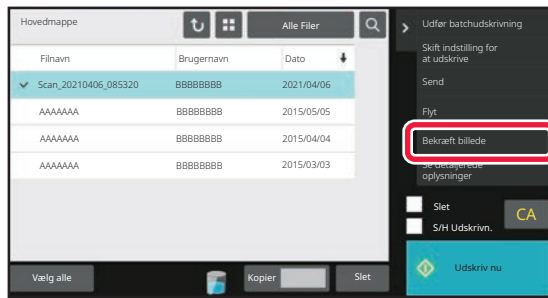 Hovedmappe
Alle Filer
Filnavn Brugernavn Dato
Scan_20210406_085320 BBBBBBBB 2021/04/06
AAAAAAA BBBBBBBB 2015/05/05
AAAAAAA BBBBBBBB 2015/04/04
AAAAAAA BBBBBBBB 2015/03/03
Vælg alle Kopier Slet
Udfør batchudskrivning
Skift indstilling for
at udskrive
Send
Flyt
Bekræft billede
Se detaljerede
oplysninger
Slet
S/H Udskrivn.
CA
Udskriv nu